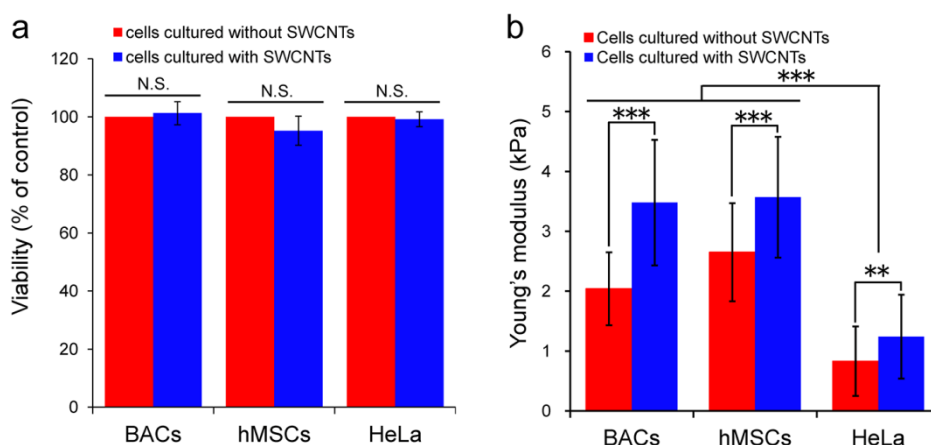 a
cells cultured without SWCNTs
cells cultured with SWCNTs
Viability (% of control)
120
100
80
60
40
20
0
N.S.
N.S.
N.S.
BACs
hMSCs
HeLa
b
Cells cultured without SWCNTs
Cells cultured with SWCNTs
Young's modulus (kPa)
6
5
4
3
2
1
0
***
***
***
**
BACs
hMSCs
HeLa